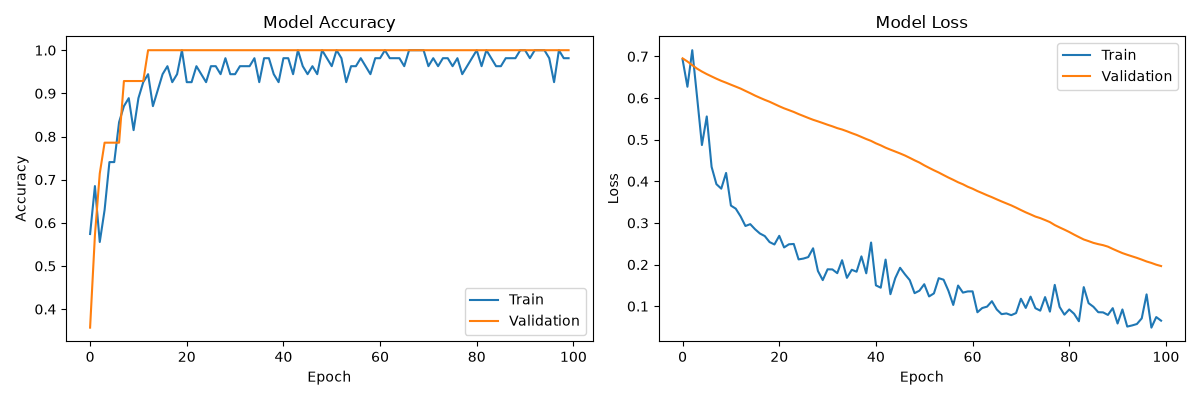 Model Accuracy
Accuracy
1.0
0.9
0.8
0.7
0.6
0.5
0.4
0 20 40 60 80 100
Epoch
Train
Validation
Model Loss
Loss
0.7
0.6
0.5
0.4
0.3
0.2
0.1
0 20 40 60 80 100
Epoch
Train
Validation